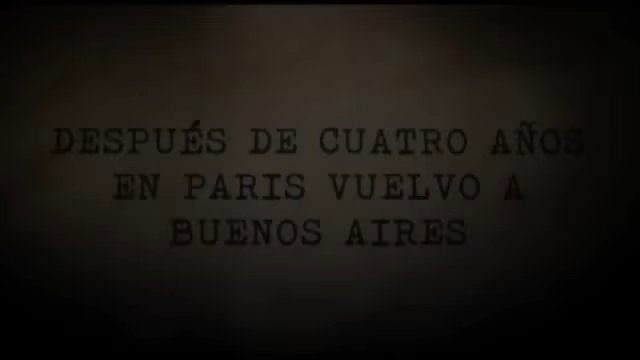 DESPUÉS DE CUATRO AÑOS
EN PARIS VUELVO A
BUENOS AIRES